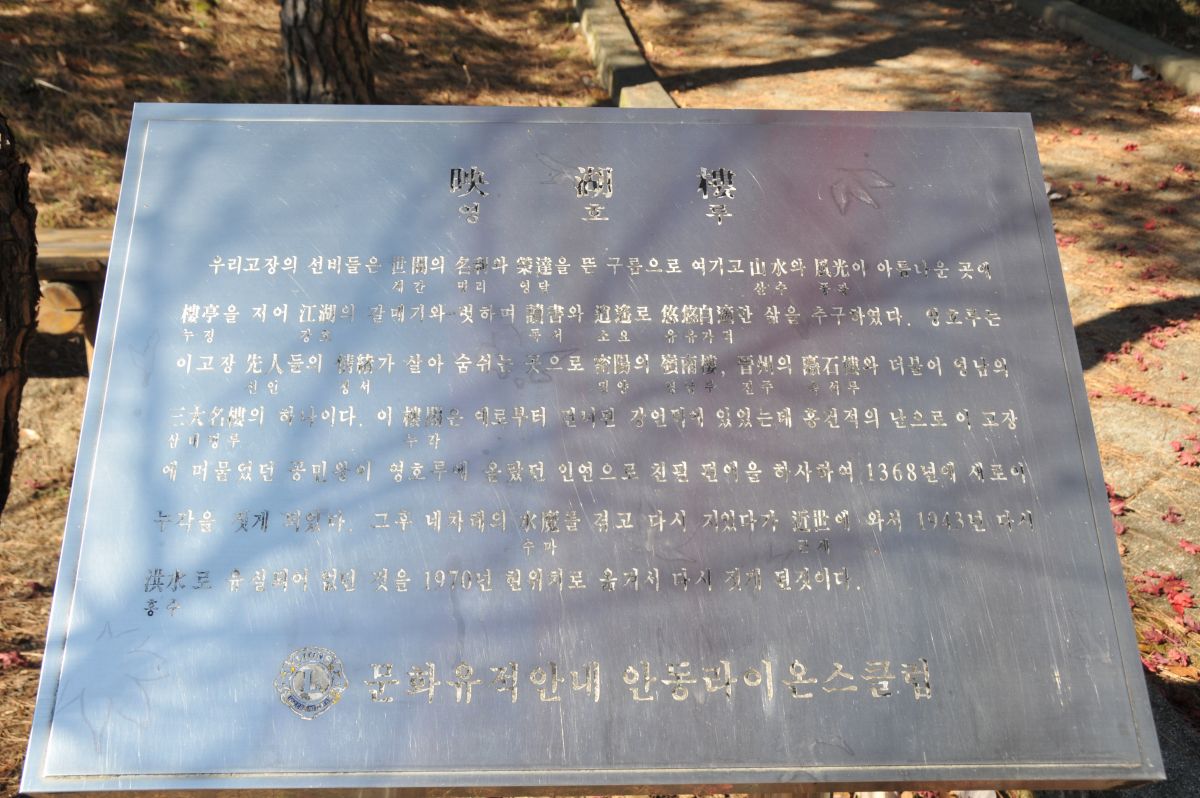 映 湖 樓
영 호 루
우리고장의 선비들은 世間의 名利와 榮達을 뜬 구름으로 여기고 山水와 風光이 아름다운 곳에
세간 명리 영달 산수 풍광
樓亭을 지어 江湖의 갈매기와 벗하며 讀書와 逍遙로 悠悠自適한 삶을 추구하였다. 영호루는
누정 강호 독서 소요 유유자적
이고장 先人들의 情緖가 살아 숨쉬는 곳으로 密陽의 嶺南樓, 晋州의 矗石樓와 더불어 영남의
선인 정서 밀양 영남루 진주 촉석루
三大名樓의 하나이다. 이 樓閣은 예로부터 강언덕에 있었는데 홍건적의 난으로 이 고장
삼대명루 누각
에 머물었던 공민왕이 영호루에 올랐던 인연으로 친필 편액을 하사하여 1368년에 새로이
누각을 짓게 되었다. 그후 네차례의 水魔를 겪고 다시 지었다가 近世에 와서 1943년 다시
수마 근세
洪水로 유실되어 없던 것을 1970년 현위치로 옮겨서 다시 짓게 된것이다.
홍수
문화유적안내 안동라이온스클럽